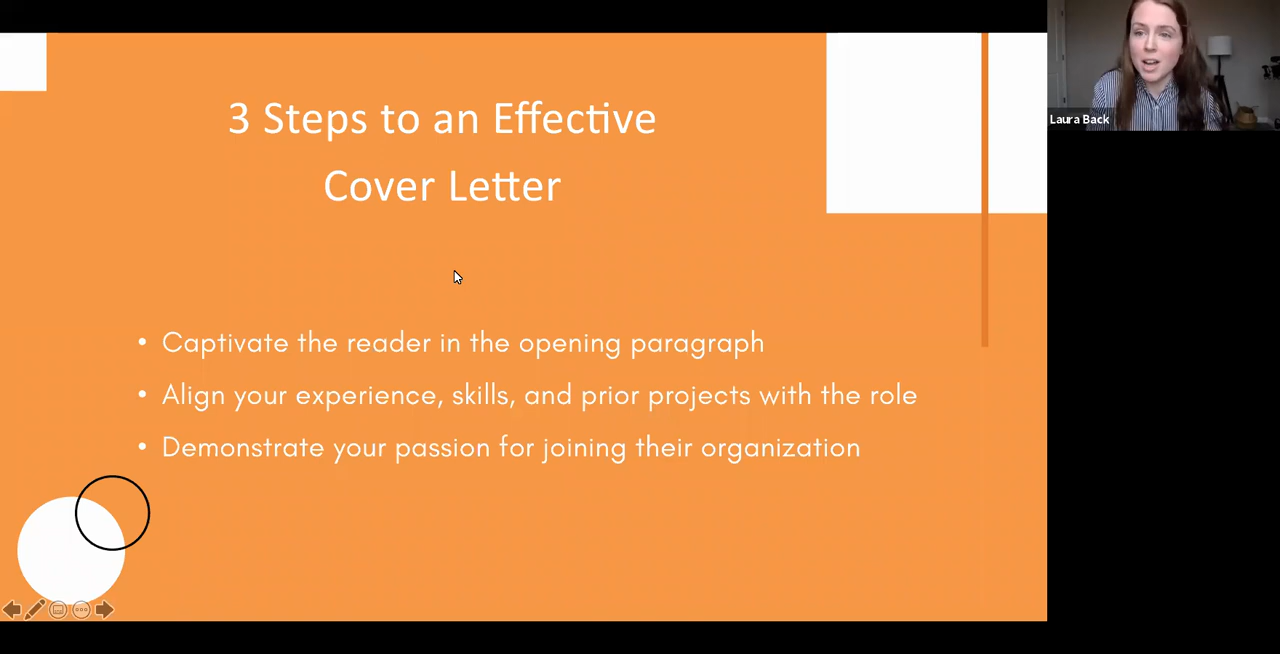 3 Steps to an Effective
Cover Letter
• Captivate the reader in the opening paragraph
• Align your experience, skills, and prior projects with the role
• Demonstrate your passion for joining their organization
Laura Back